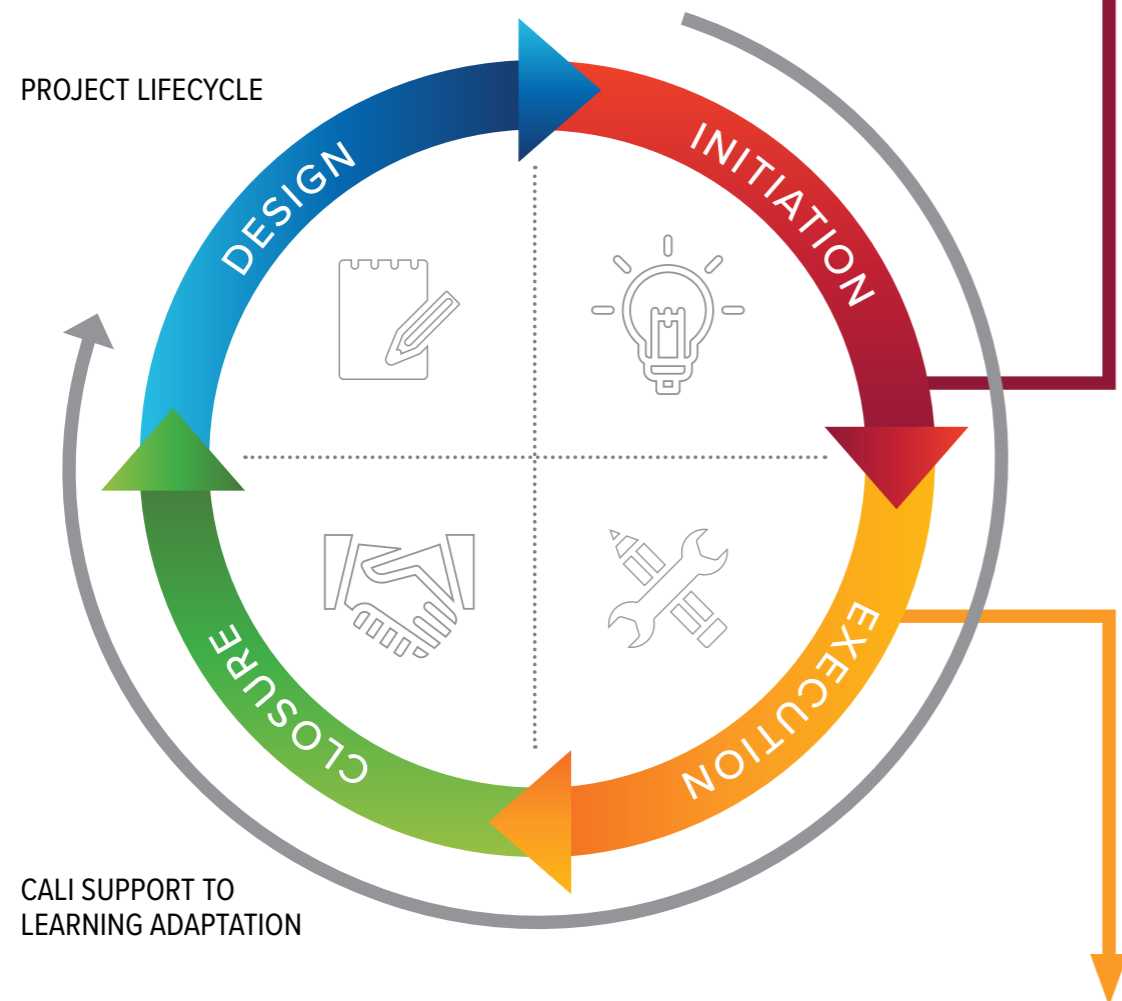 PROJECT LIFECYCLE
DESIGN
INITIATION
EXECUTION
CLOSURE
CALI SUPPORT TO
LEARNING ADAPTATION